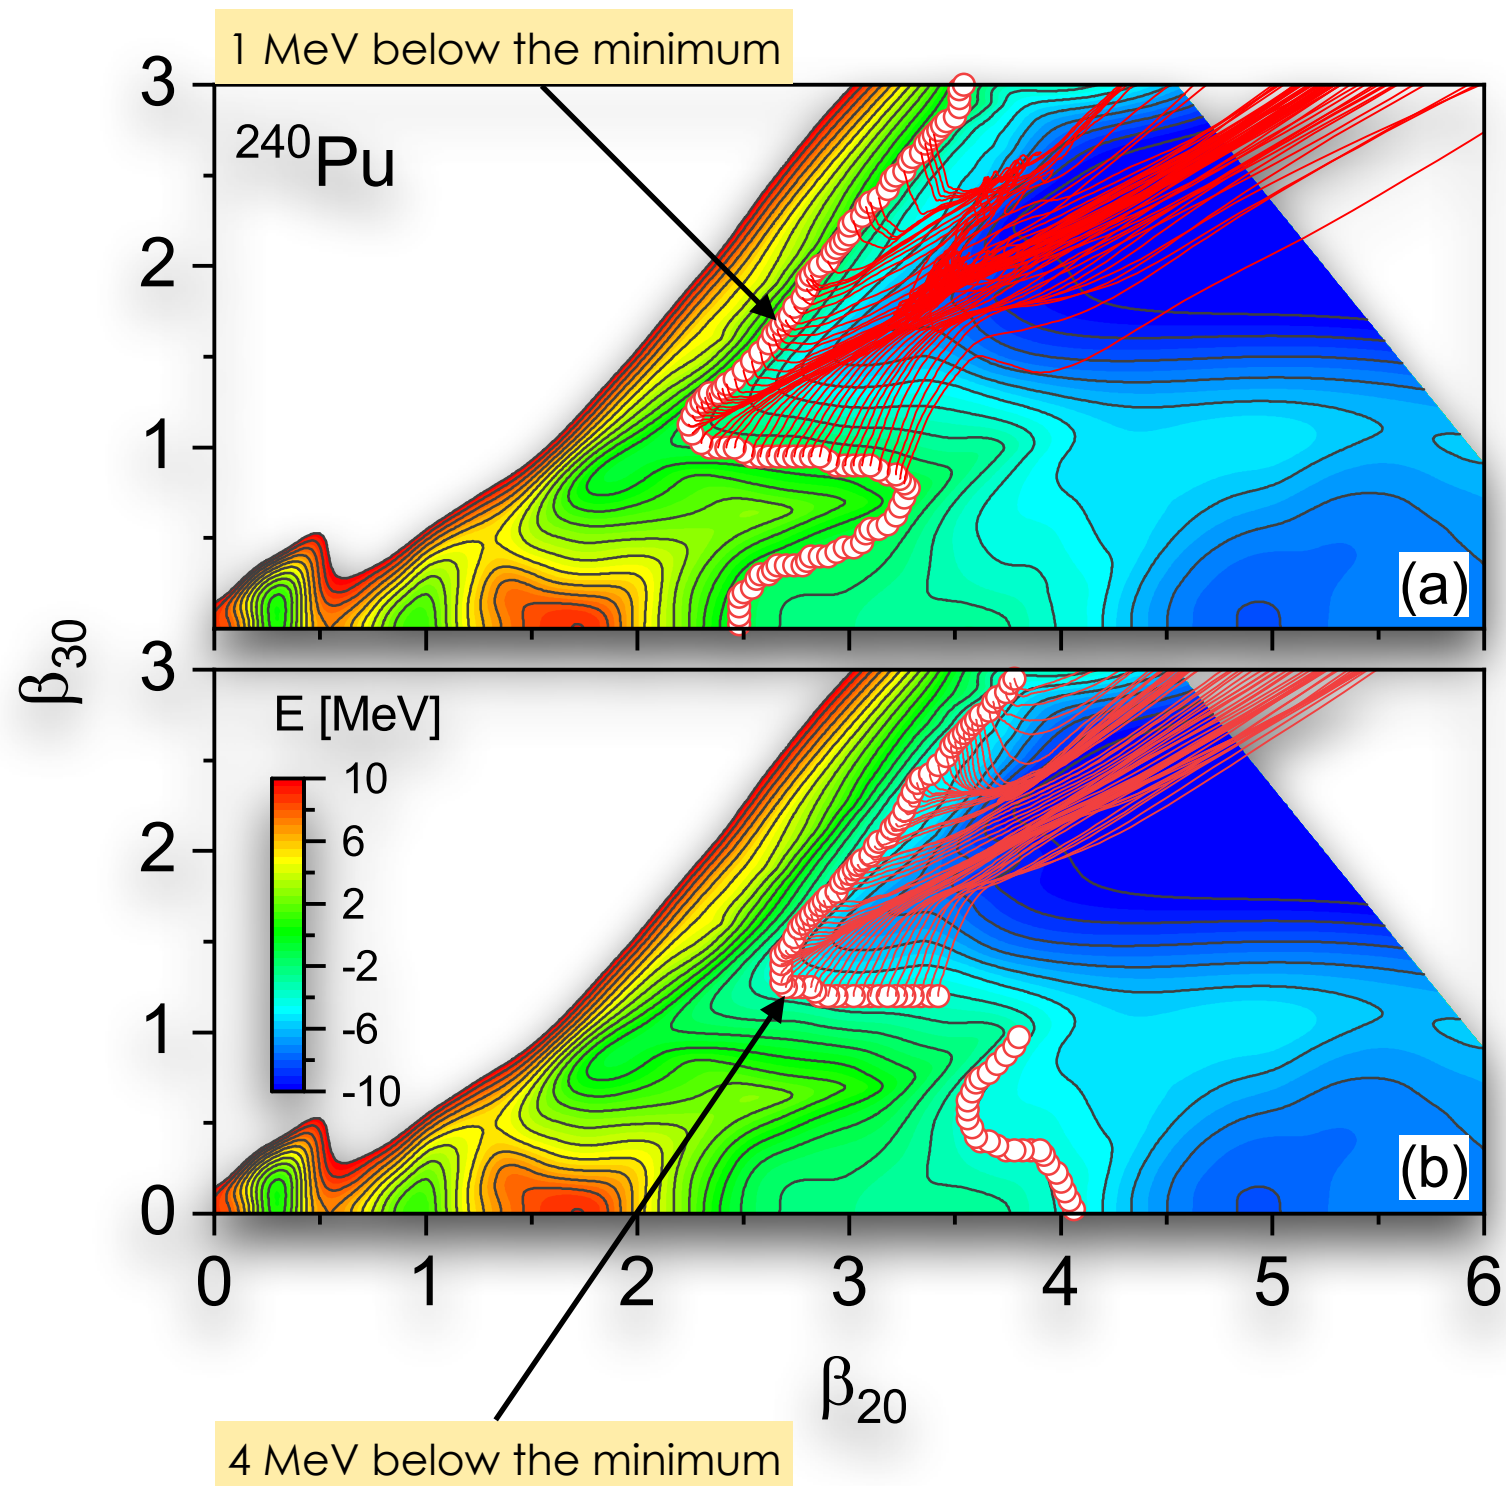 1 MeV below the minimum
3
²⁴⁰Pu
2
1
(a)
β₃₀
3
E [MeV]
10
6
2
-2
-6
-10
2
1
0
(b)
0 1 2 3 4 5 6
β₂₀
4 MeV below the minimum